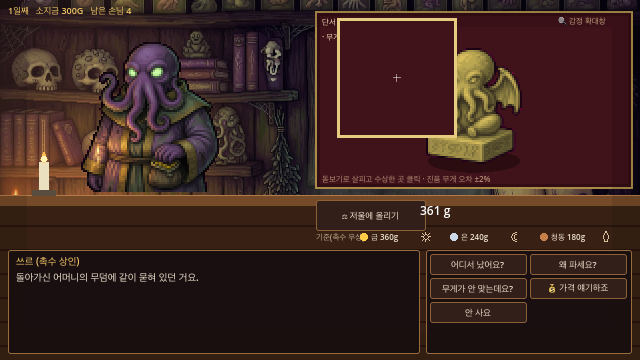 1일째 소지금 300G 남은 손님 4
단서
🔍 감정 확대창
· 무게
돋보기로 살피고 수상한 곳 클릭 · 진품 무게 오차 ±2%
⚖ 저울에 올리기
361 g
기준(촉수 우상
금 360g
은 240g
청동 180g
쓰르 (촉수 상인)
돌아가신 어머니의 무덤에 같이 묻혀 있던 거요.
어디서 났어요?
왜 파세요?
무게가 안 맞는데요?
💰 가격 얘기하죠
안 사요